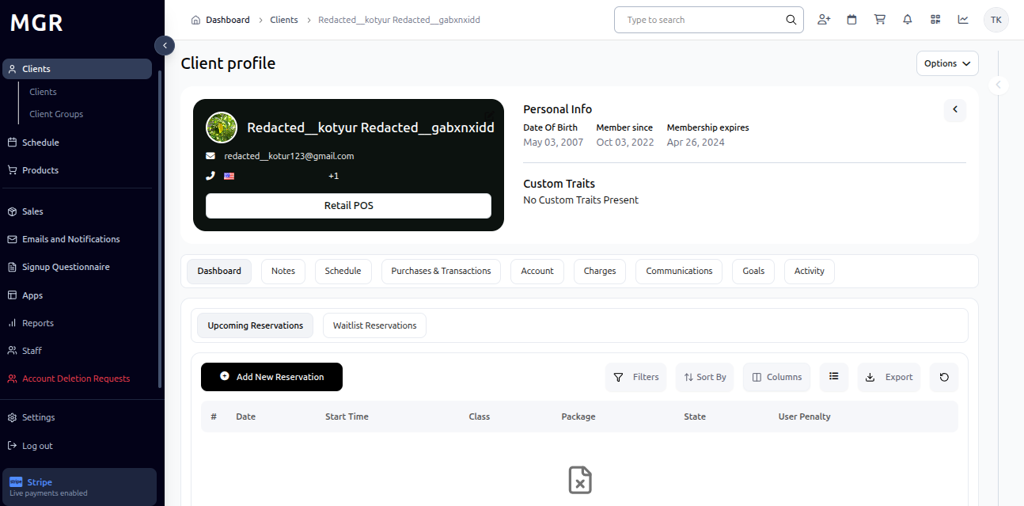 MGR
Dashboard
Clients
Redacted__kotyur Redacted__gabxnxidd
Type to search
TK
Clients
Clients
Client Groups
Schedule
Products
Sales
Emails and Notifications
Signup Questionnaire
Apps
Reports
Staff
Account Deletion Requests
Settings
Log out
Stripe
Live payments enabled
Client profile
Options
Redacted__kotyur Redacted__gabxnxidd
redacted__kotur123@gmail.com
+1
Retail POS
Personal Info
Date Of Birth Member since Membership expires
May 03, 2007 Oct 03, 2022 Apr 26, 2024
Custom Traits
No Custom Traits Present
Dashboard Notes Schedule Purchases & Transactions Account Charges Communications Goals Activity
Upcoming Reservations Waitlist Reservations
Add New Reservation Filters Sort By Columns Export
# Date Start Time Class Package State User Penalty